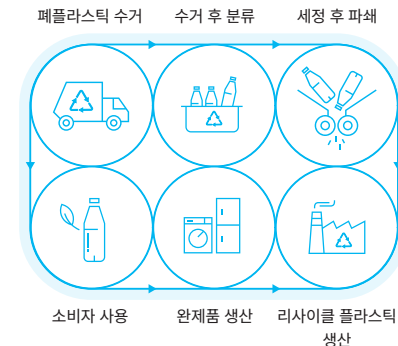 폐플라스틱 수거
수거 후 분류
세정 후 파쇄
소비자 사용
완제품 생산
리사이클 플라스틱
생산